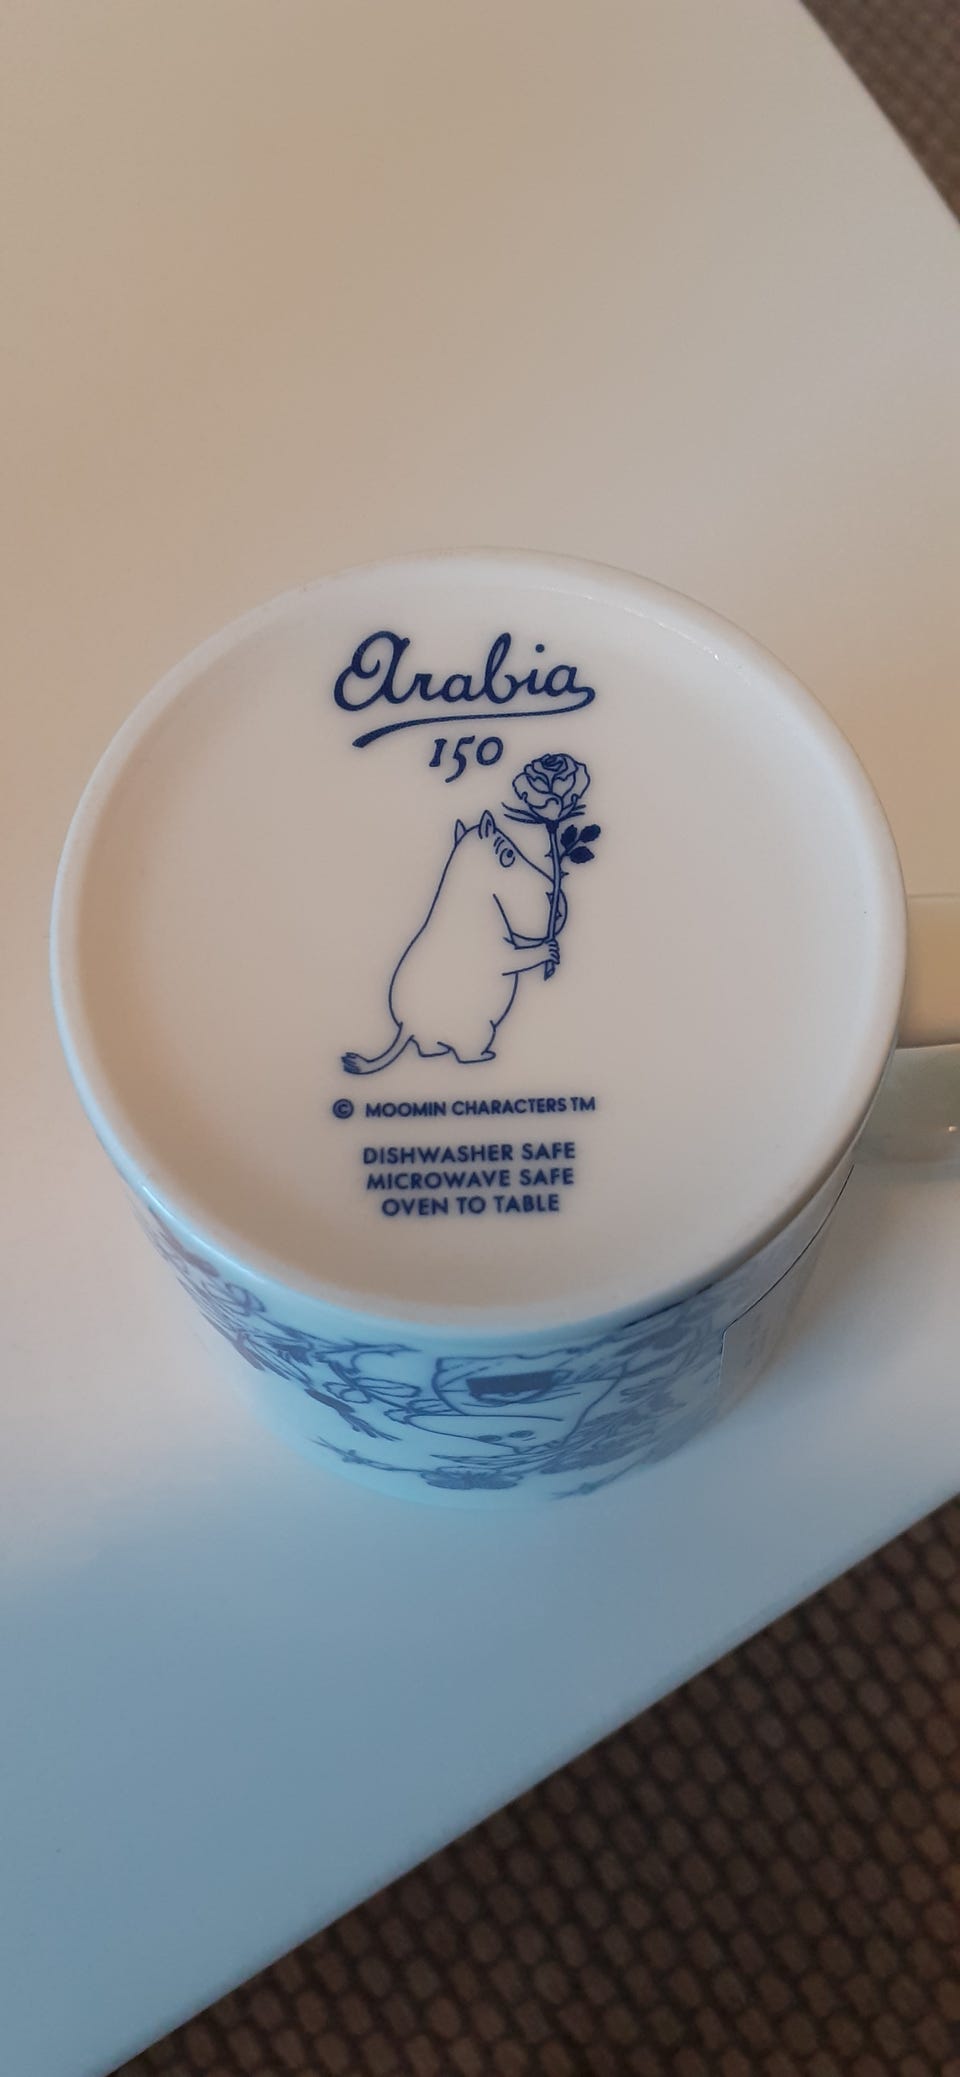 Arabia
150
© MOOMIN CHARACTERS TM
DISHWASHER SAFE
MICROWAVE SAFE
OVEN TO TABLE